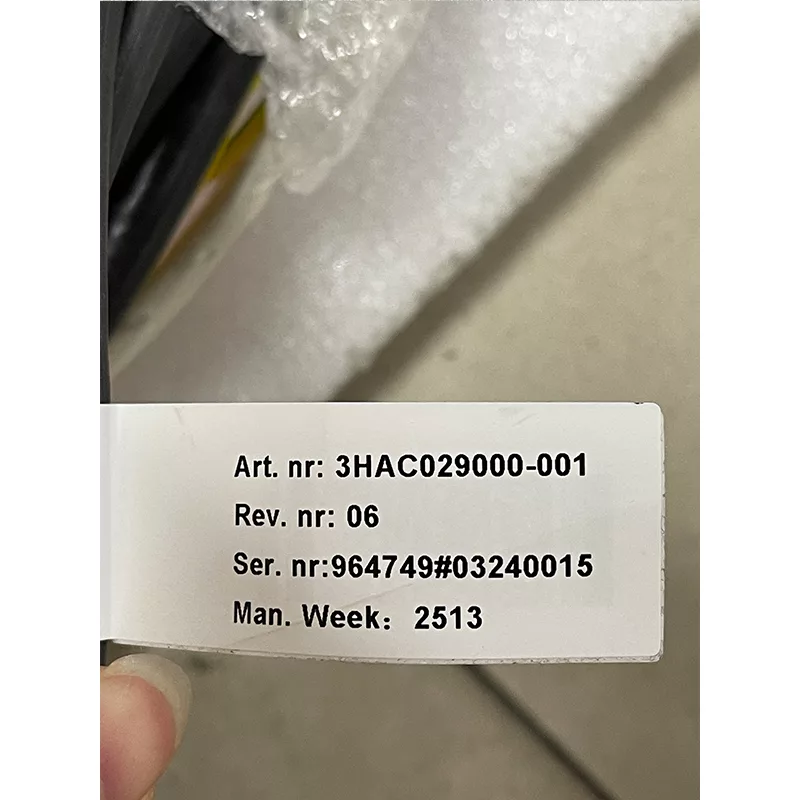 Art. nr: 3HAC029000-001
Rev. nr: 06
Ser. nr:964749#03240015
Man. Week： 2513